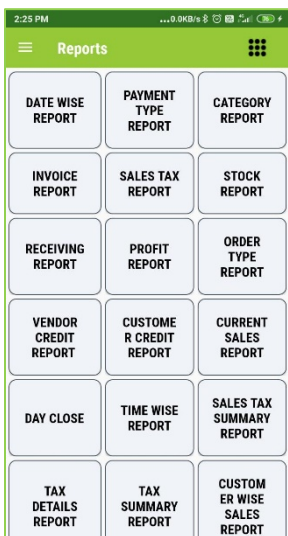 2:25 PM ...0.0KB/s
Reports
DATE WISE
REPORT
PAYMENT
TYPE
REPORT
CATEGORY
REPORT
INVOICE
REPORT
SALES TAX
REPORT
STOCK
REPORT
RECEIVING
REPORT
PROFIT
REPORT
ORDER
TYPE
REPORT
VENDOR
CREDIT
REPORT
CUSTOME
R CREDIT
REPORT
CURRENT
SALES
REPORT
DAY CLOSE
TIME WISE
REPORT
SALES TAX
SUMMARY
REPORT
TAX
DETAILS
REPORT
TAX
SUMMARY
REPORT
CUSTOM
ER WISE
SALES
REPORT